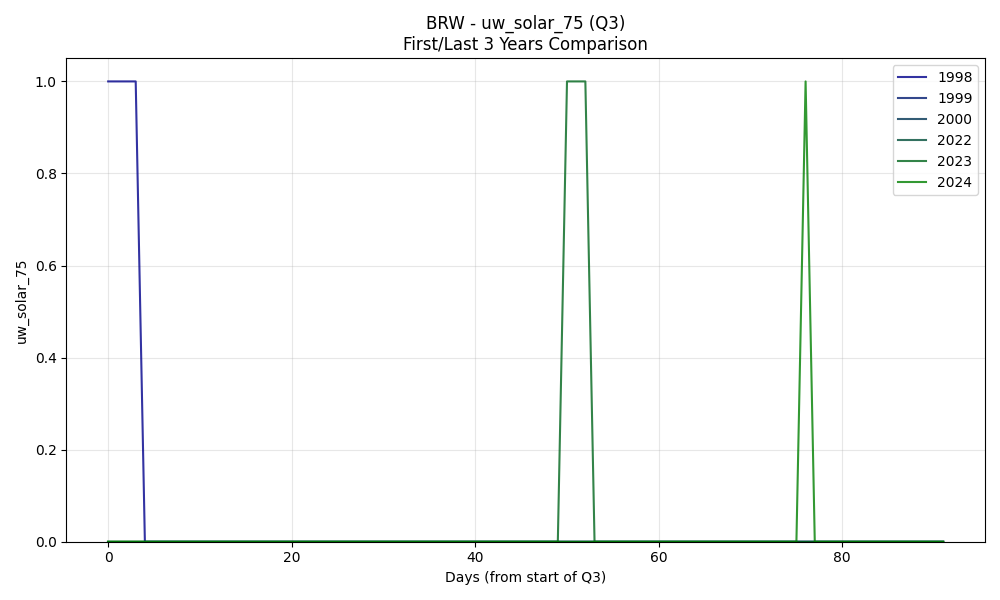 BRW - uw_solar_75 (Q3)
First/Last 3 Years Comparison
1998
1999
2000
2022
2023
2024
uw_solar_75
1.0
0.8
0.6
0.4
0.2
0.0
0 20 40 60 80
Days (from start of Q3)